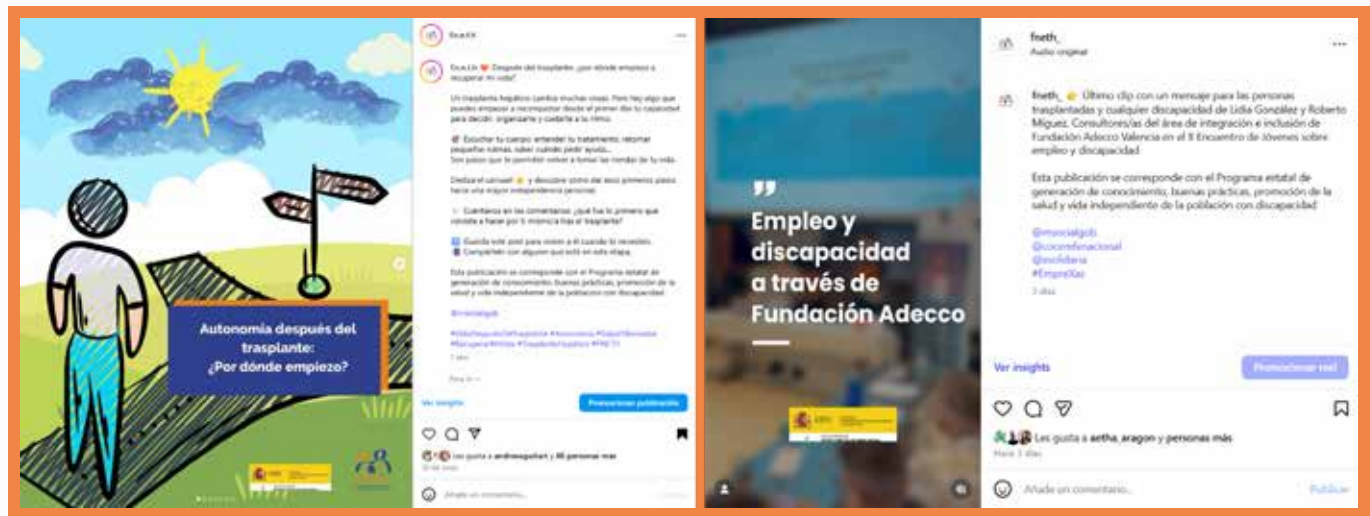 Autonomía después del
trasplante:
¿Por dónde empiezo?
Después del trasplante: ¿por dónde empiezo a
recuperar mi vida?
Un trasplante hepático cambia muchas cosas. Pero hay algo que
puedes empezar a reconquistar desde el primer día: tu capacidad
para decidir, organizarte y cuidarte a tu ritmo.
Escuchar tu cuerpo, entender tu tratamiento, retomar
pequeñas rutinas, saber cuándo pedir ayuda...
Son pasos que te permiten volver a tomar las riendas de tu vida.
Desliza el carrusel y descubre cómo dar esos primeros pasos
hacia una mayor independencia personal.
Cuéntanos en los comentarios: ¿qué fue lo primero que
volviste a hacer por ti misma/o tras el trasplante?
Guarda este post para volver a él cuando lo necesites.
Compártelo con alguien que esté en esta etapa.
Esta publicación se corresponde con el Programa estatal de
generación de conocimiento, buenas prácticas, promoción de la
salud y vida independiente de la población con discapacidad
@msocialgob
Ver insights
Promocionar publicación
Les gusta a andreagaitart y 88 personas más
Añade un comentario...
”
Empleo y
discapacidad
a través de
Fundación Adecco
fneth_
Audio original
fneth_ Último clip con un mensaje para las personas
trasplantadas y cualquier discapacidad de Lidia González y Roberto
Míguez, Consultores/as del área de integración e inclusión de
Fundación Adecco Valencia en el II Encuentro de Jóvenes sobre
empleo y discapacidad
Esta publicación se corresponde con el Programa estatal de
generación de conocimiento, buenas prácticas, promoción de la
salud y vida independiente de la población con discapacidad
@msocialgob
@cocemfenacional
@xsolidaria
3 días
Ver insights
Promocionar reel
Les gusta a aetha_aragon y personas más
Hace 3 días
Añade un comentario...
Publicar